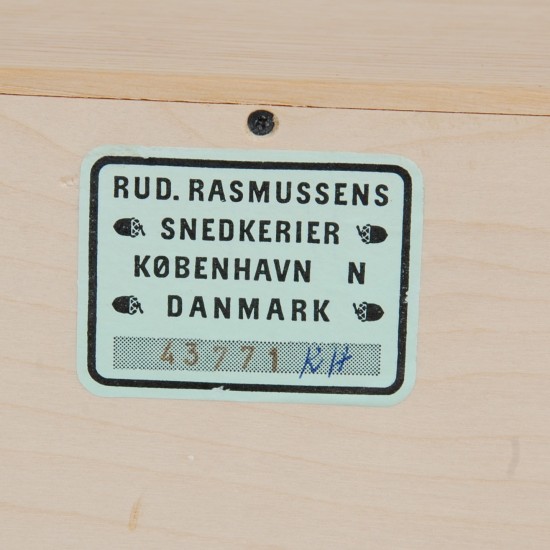 RUD. RASMUSSENS
SNEDKERIER
KØBENHAVN N
DANMARK
43771 KH